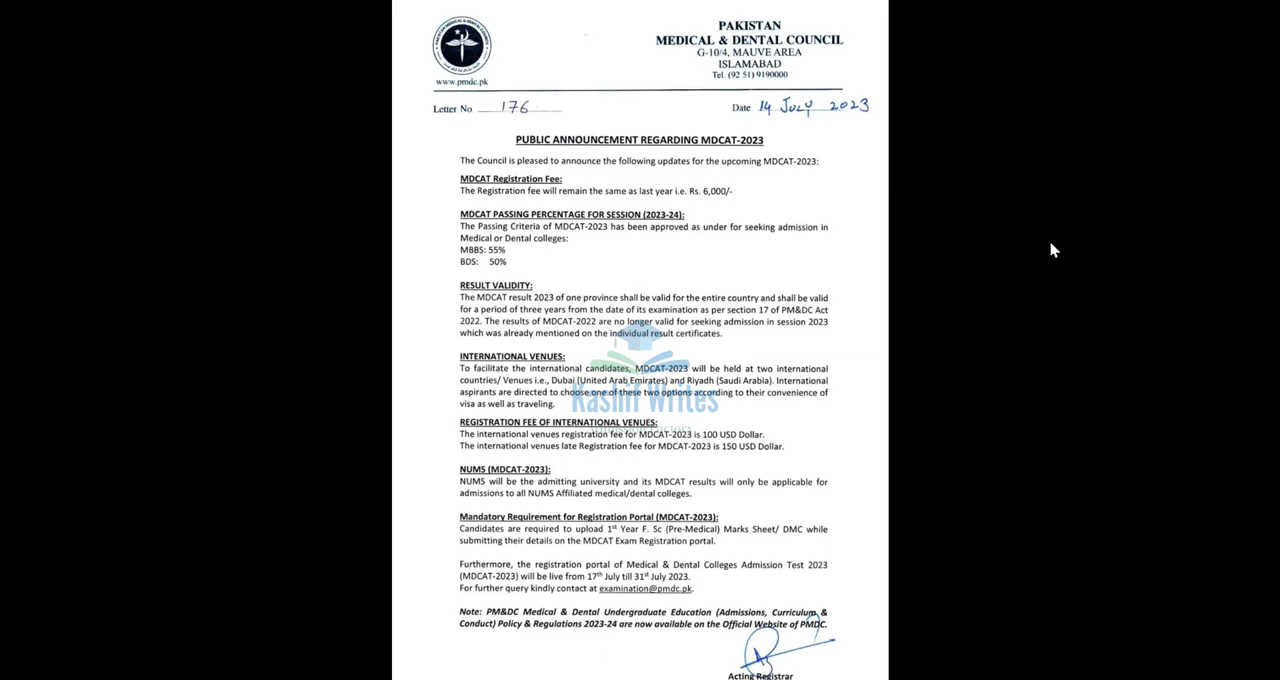 PAKISTAN
MEDICAL & DENTAL COUNCIL
G-10/4, MAUVE AREA
ISLAMABAD
Tel: (92 51) 9190000
www.pmdc.pk
Letter No 176
Date 14 July 2023
PUBLIC ANNOUNCEMENT REGARDING MDCAT-2023
The Council is pleased to announce the following updates for the upcoming MDCAT-2023:
MDCAT Registration Fee:
The Registration fee will remain the same as last year i.e. Rs. 6,000/-
MDCAT PASSING PERCENTAGE FOR SESSION (2023-24):
The Passing Criteria of MDCAT-2023 has been approved as under for seeking admission in
Medical or Dental colleges:
MBBS: 55%
BDS: 50%
RESULT VALIDITY:
The MDCAT result 2023 of one province shall be valid for the entire country and shall be valid
for a period of three years from the date of its examination as per section 17 of PM&DC Act
2022. The results of MDCAT-2022 are no longer valid for seeking admission in session 2023
which was already mentioned on the individual result certificates.
INTERNATIONAL VENUES:
To facilitate the international candidates, MDCAT-2023 will be held at two international
countries/ Venues i.e., Dubai (United Arab Emirates) and Riyadh (Saudi Arabia). International
aspirants are directed to choose one of these two options according to their convenience of
visa as well as traveling.
Kashif Writes
REGISTRATION FEE OF INTERNATIONAL VENUES:
The international venues registration fee for MDCAT-2023 is 100 USD Dollar.
The international venues late Registration fee for MDCAT-2023 is 150 USD Dollar.
NUMS (MDCAT-2023):
NUMS will be the admitting university and its MDCAT results will only be applicable for
admissions to all NUMS Affiliated medical/dental colleges.
Mandatory Requirement for Registration Portal (MDCAT-2023):
Candidates are required to upload 1st Year F. Sc (Pre-Medical) Marks Sheet/ DMC while
submitting their details on the MDCAT Exam Registration portal.
Furthermore, the registration portal of Medical & Dental Colleges Admission Test 2023
(MDCAT-2023) will be live from 17th July till 31st July 2023.
For further query kindly contact at examination@pmdc.pk.
Note: PM&DC Medical & Dental Undergraduate Education (Admissions, Curriculum &
Conduct) Policy & Regulations 2023-24 are now available on the Official Website of PMDC.
Acting Registrar